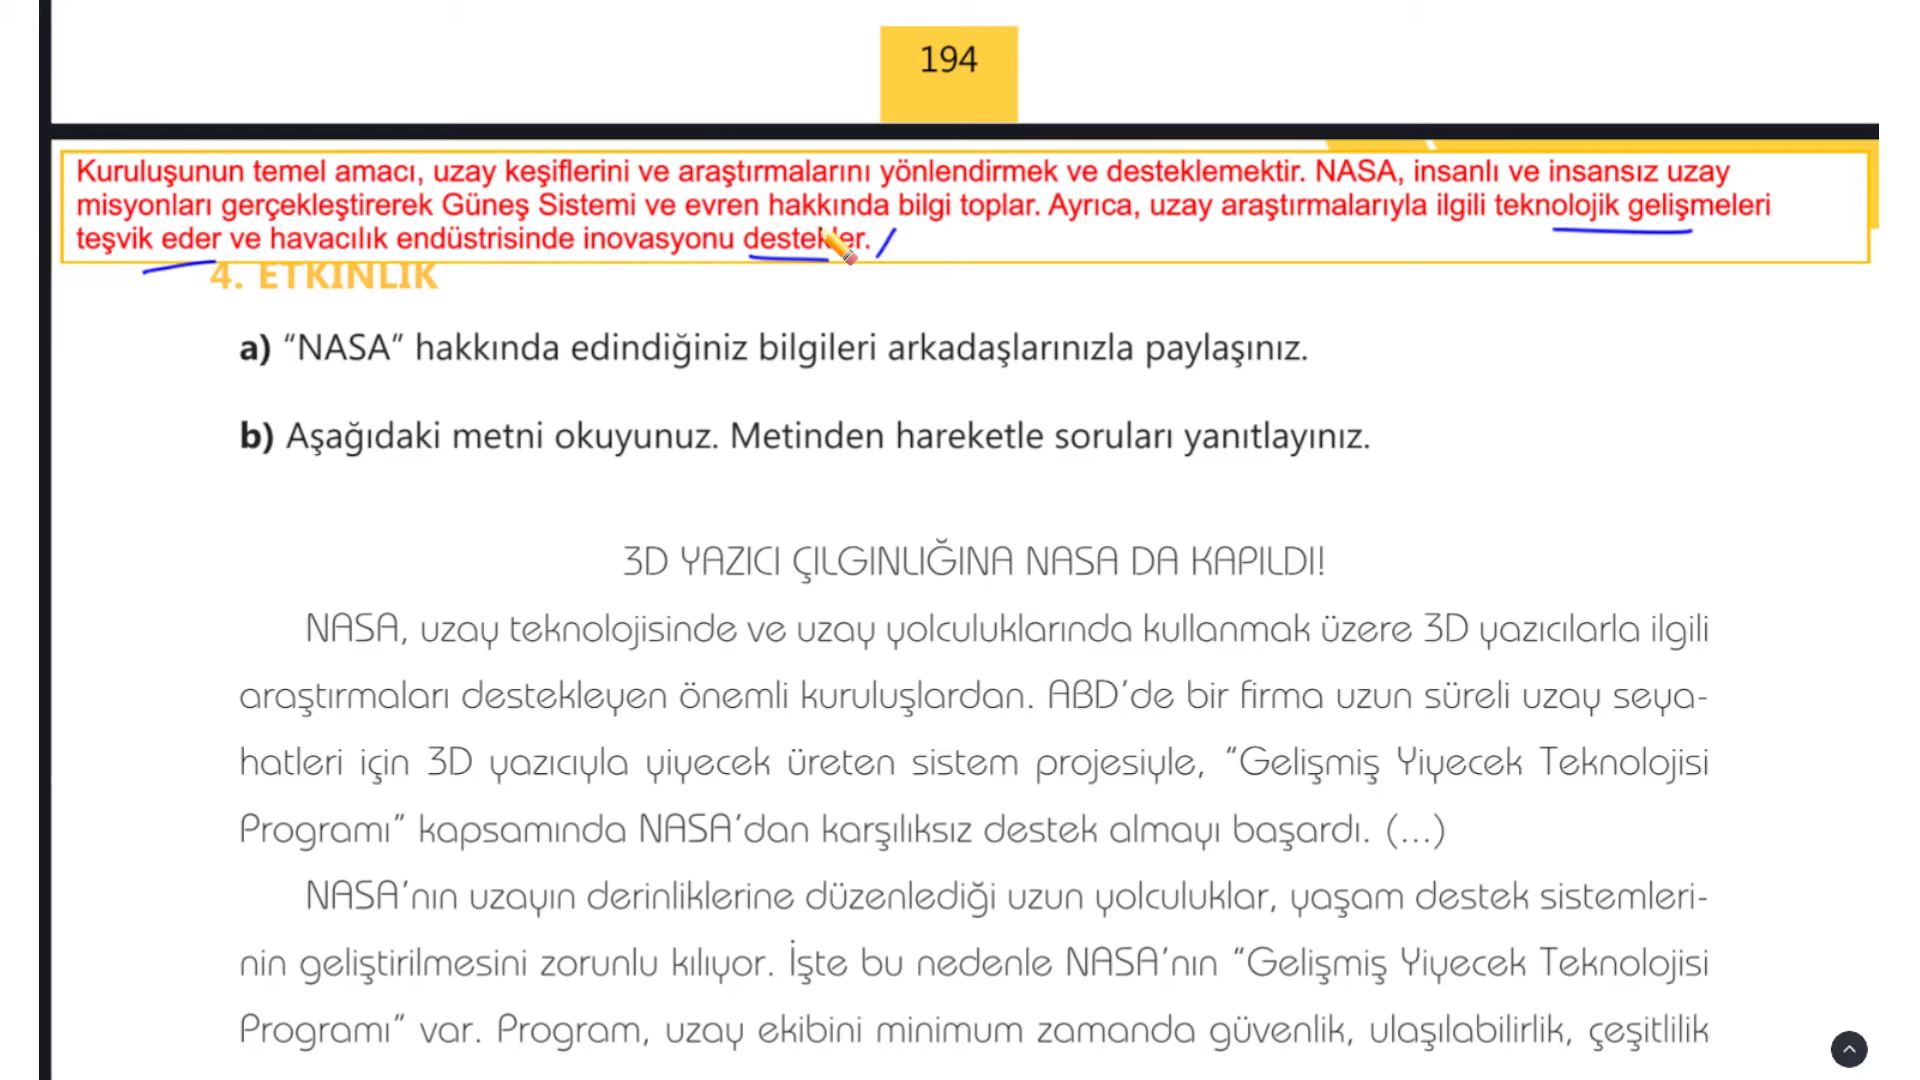 194
Kuruluşunun temel amacı, uzay keşiflerini ve araştırmalarını yönlendirmek ve desteklemektir. NASA, insanlı ve insansız uzay
misyonları gerçekleştirerek Güneş Sistemi ve evren hakkında bilgi toplar. Ayrıca, uzay araştırmalarıyla ilgili teknolojik gelişmeleri
teşvik eder ve havacılık endüstrisinde inovasyonu destekler.
4. ETKİNLİK
a) “NASA” hakkında edindiğiniz bilgileri arkadaşlarınızla paylaşınız.
b) Aşağıdaki metni okuyunuz. Metinden hareketle soruları yanıtlayınız.
3D YAZICI ÇILGINLIĞINA NASA DA KAPILDI!
NASA, uzay teknolojisinde ve uzay yolculuklarında kullanmak üzere 3D yazıcılarla ilgili
araştırmaları destekleyen önemli kuruluşlardan. ABD’de bir firma uzun süreli uzay seya-
hatleri için 3D yazıcıyla yiyecek üreten sistem projesiyle, “Gelişmiş Yiyecek Teknolojisi
Programı” kapsamında NASA’dan karşılıksız destek almayı başardı. (...)
NASA’nın uzayın derinliklerine düzenlediği uzun yolculuklar, yaşam destek sistemleri-
nin geliştirilmesini zorunlu kılıyor. İşte bu nedenle NASA’nın “Gelişmiş Yiyecek Teknolojisi
Programı” var. Program, uzay ekibini minimum zamanda güvenlik, ulaşılabilirlik, çeşitlilik